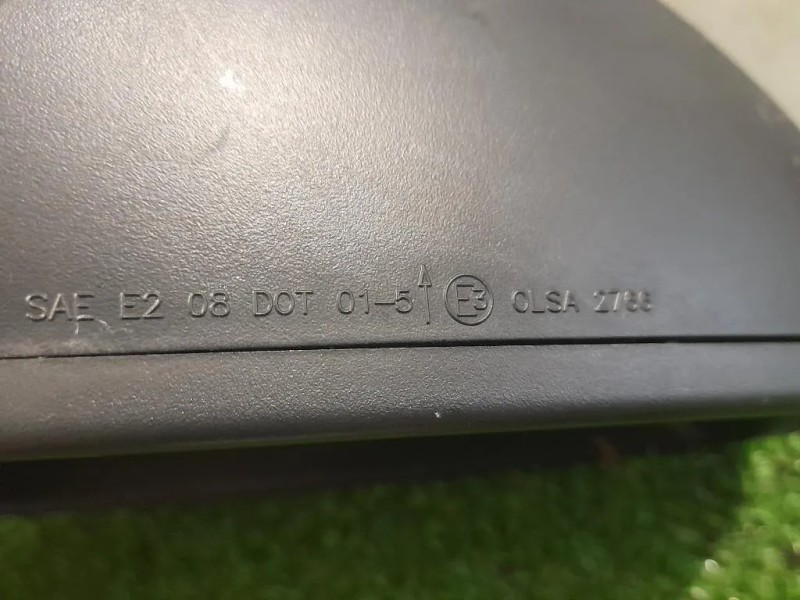 SAE E2 08 DOT 01-5↑ E3 OLSA